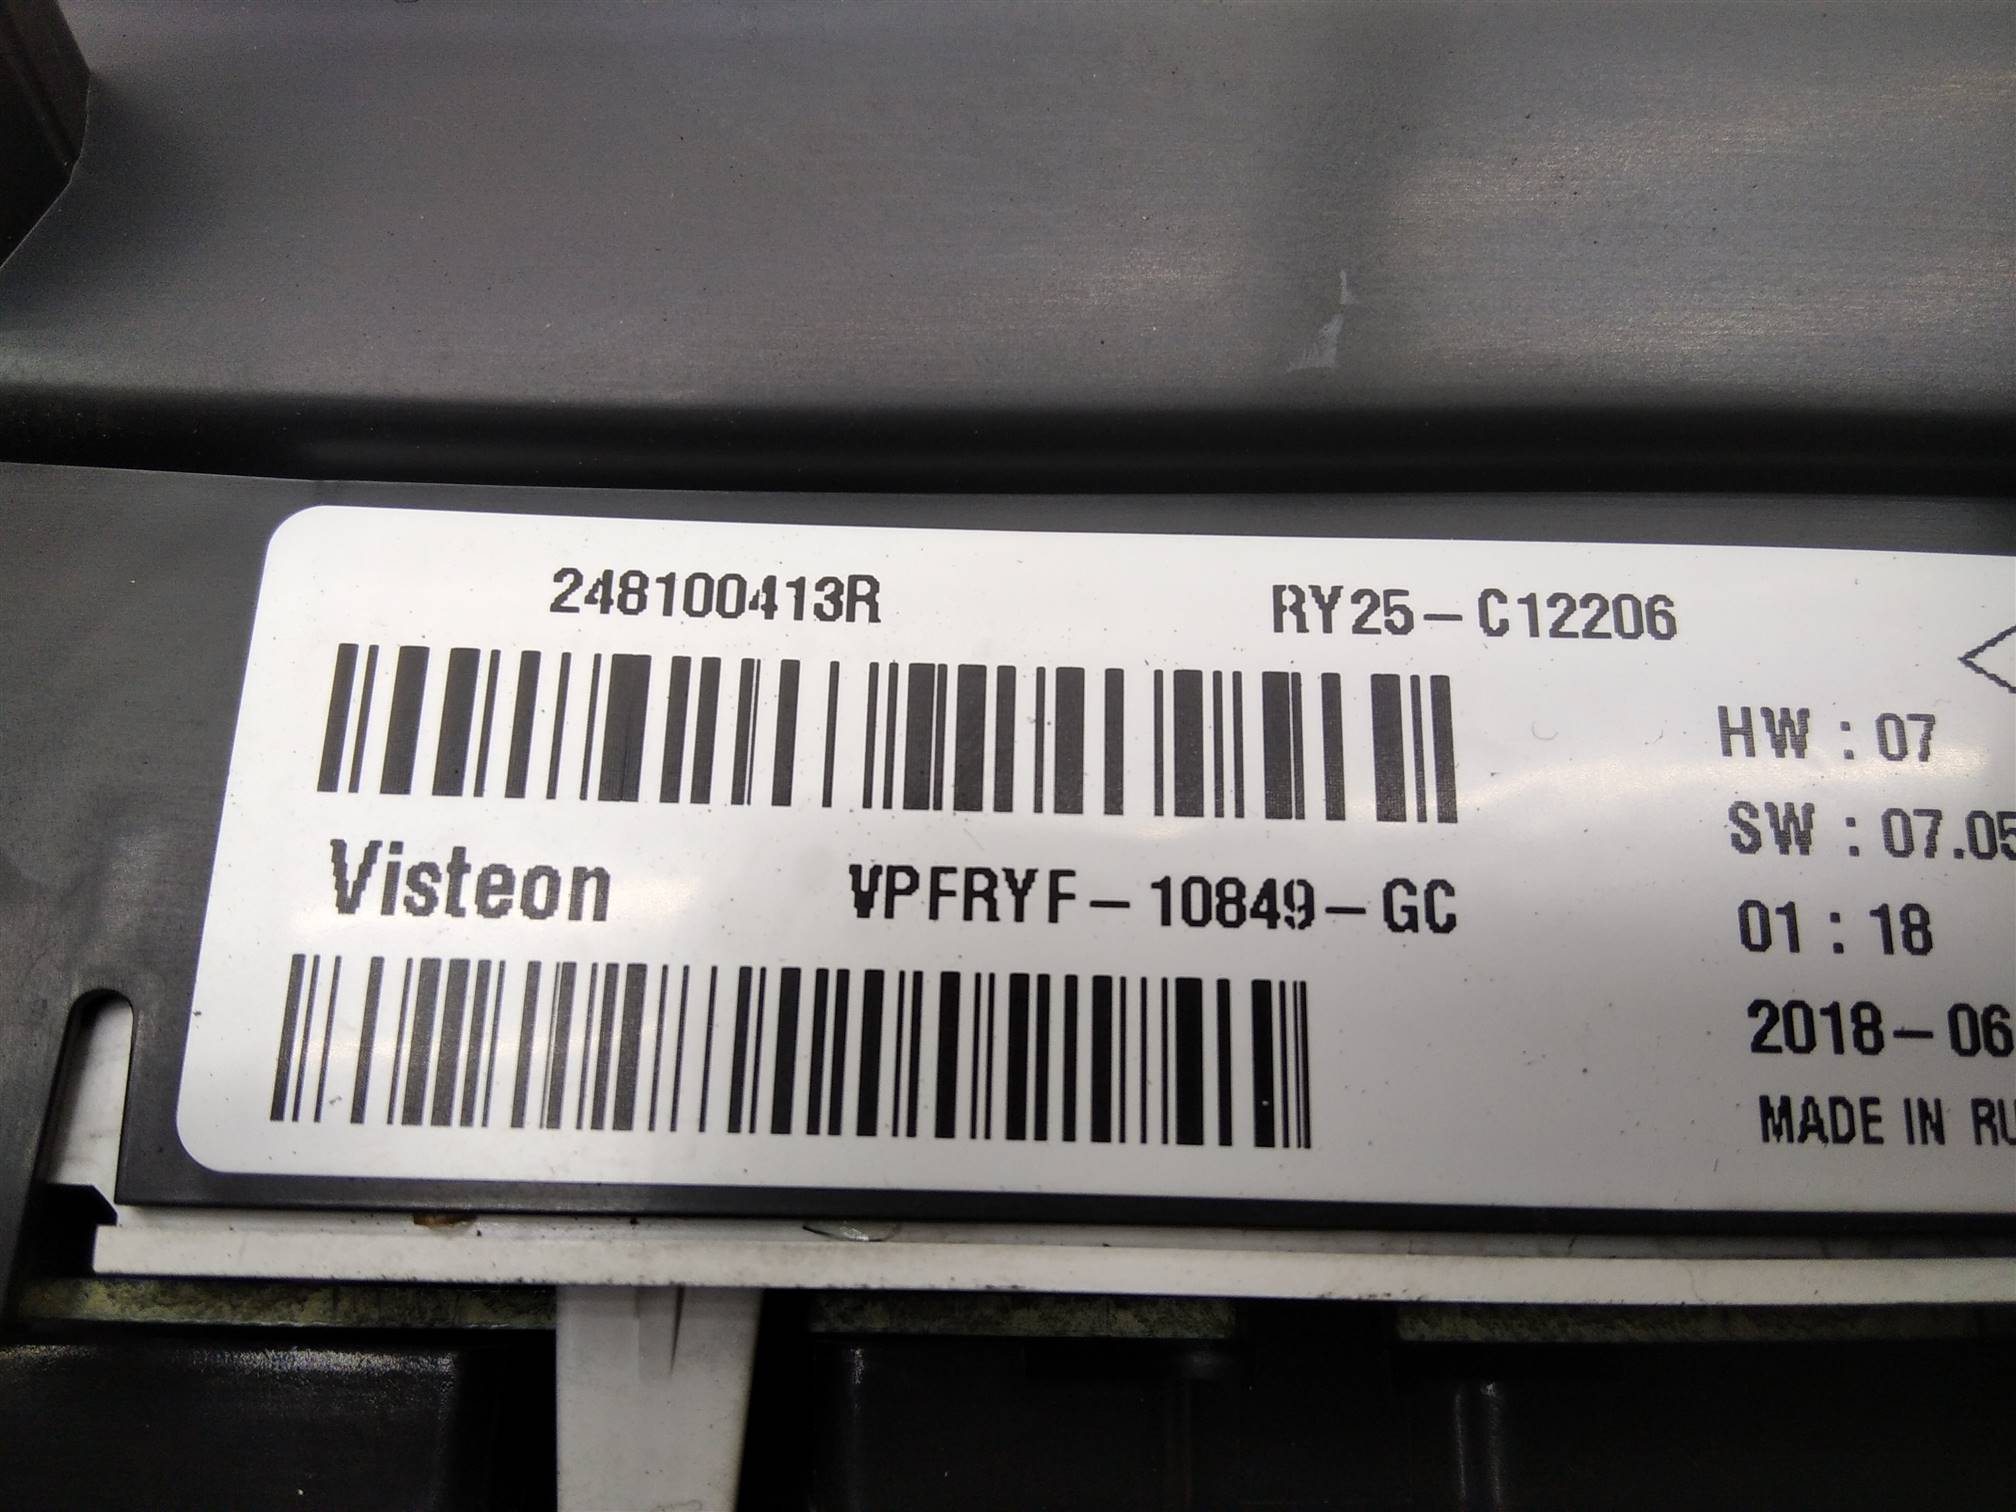 248100413R RY25-C12206
HW : 07
SW : 07.05
Visteon VPFRYF-10849-GC
01 : 18
2018-06
MADE IN RU